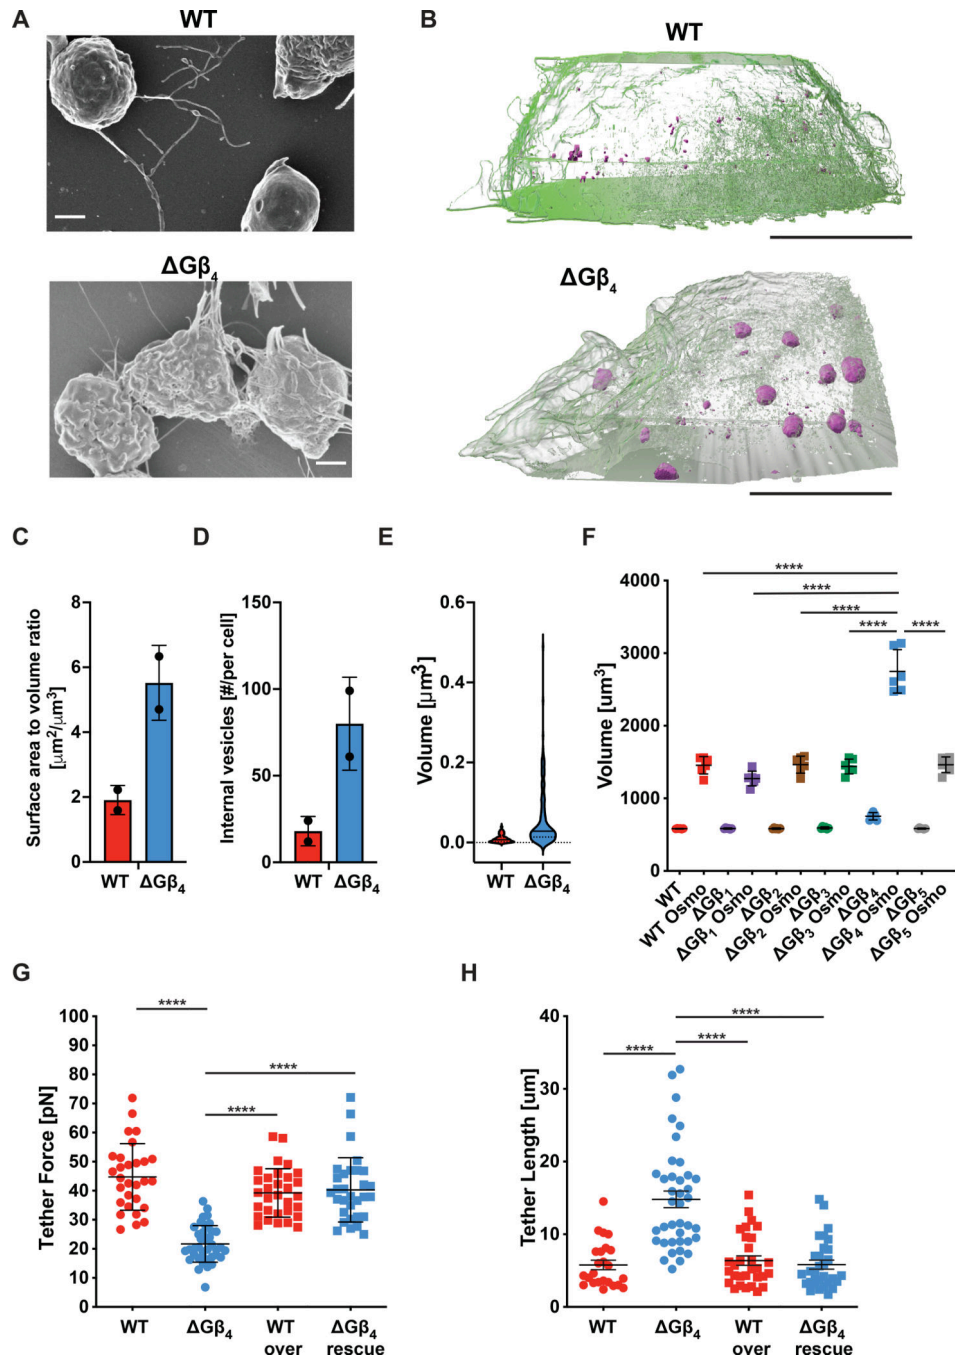 A
WT
ΔGβ4
B
WT
ΔGβ4
C
Surface area to volume ratio
[μm2/μm3]
8
6
4
2
0
WT ΔGβ4
D
Internal vesicles [#/per cell]
150
100
50
0
WT ΔGβ4
E
Volume [μm3]
0.6
0.4
0.2
0.0
WT ΔGβ4
F
Volume [um3]
4000
3000
2000
1000
0
****
****
****
**** ****
WT
WT Osmo
ΔGβ1
ΔGβ1 Osmo
ΔGβ2
ΔGβ2 Osmo
ΔGβ3
ΔGβ3 Osmo
ΔGβ4
ΔGβ4 Osmo
ΔGβ5
ΔGβ5 Osmo
G
Tether Force [pN]
100
90
80
70
60
50
40
30
20
10
0
****
****
****
WT ΔGβ4 WT ΔGβ4
over rescue
H
Tether Length [um]
40
30
20
10
0
****
**** ****
WT ΔGβ4 WT ΔGβ4
over rescue